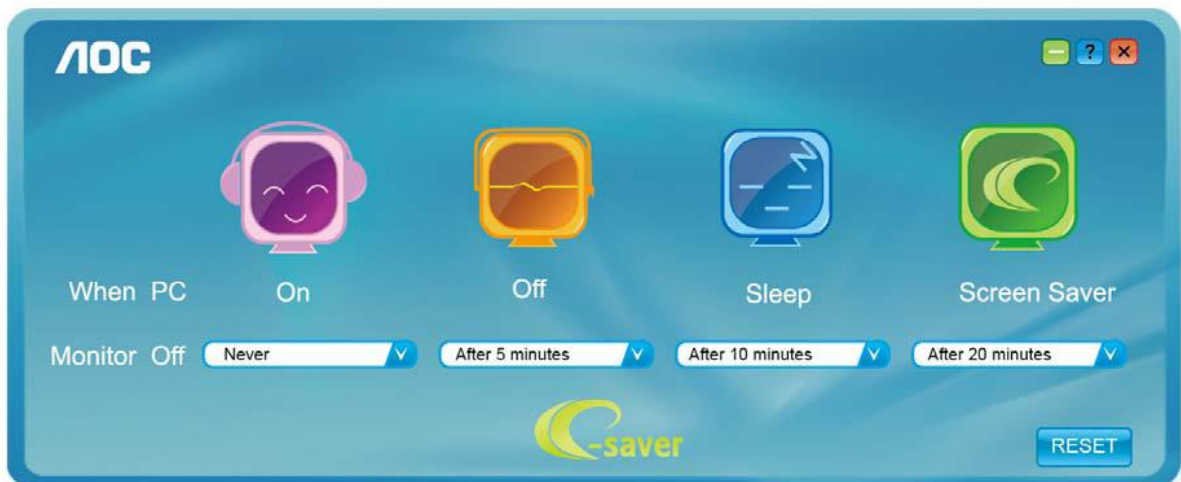 AOC
?
When PC On Off Sleep Screen Saver
Monitor Off Never After 5 minutes After 10 minutes After 20 minutes
e-saver
RESET